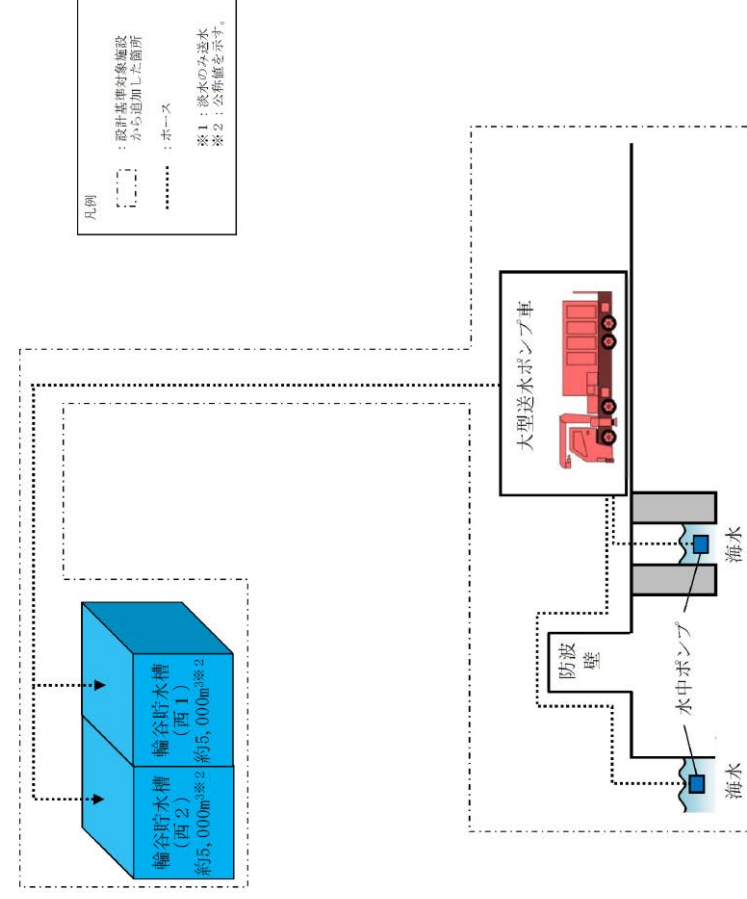 凡例
：設計基準対象施設
から追加した箇所
：ホース
※１：淡水のみ送水
※２：公称値を示す。
大型送水ポンプ車
輪谷貯水槽
（西２）
約5,000m³※２
輪谷貯水槽
（西１）
約5,000m³※２
防波
壁
水中ポンプ
海水
海水